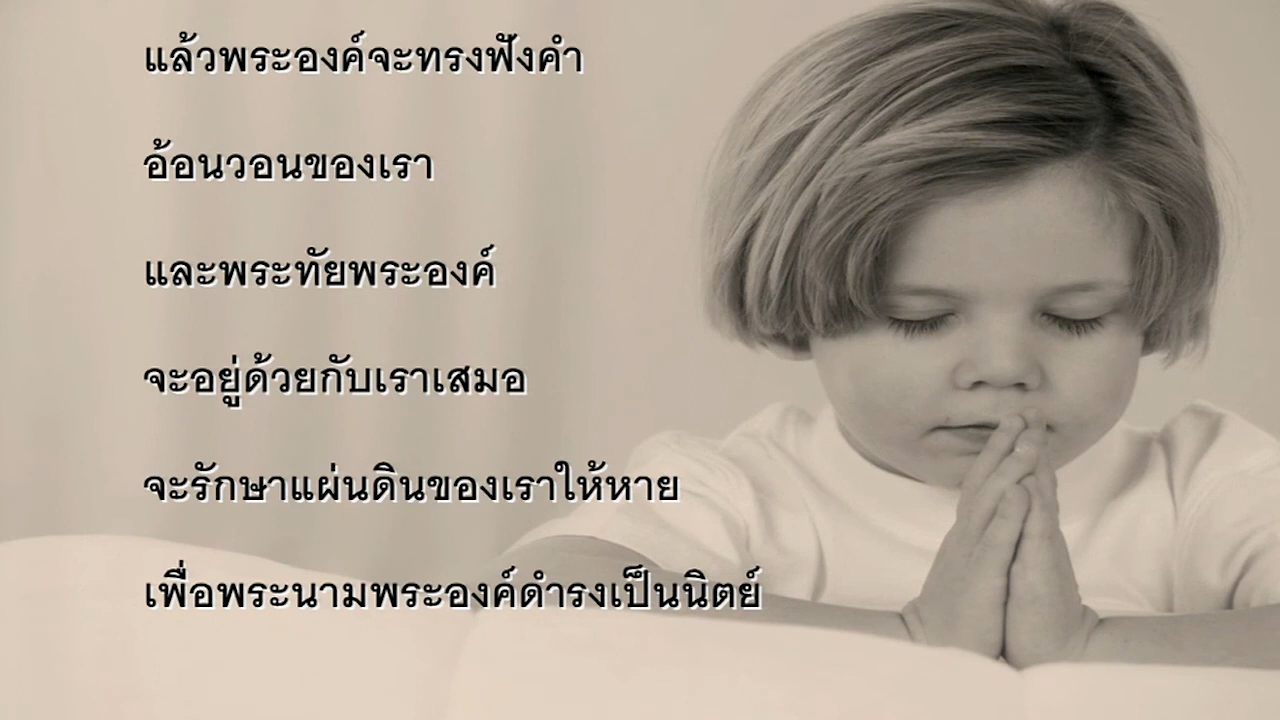 แล้วพระองค์จะทรงฟังคำ
อ้อนวอนของเรา
และพระทัยพระองค์
จะอยู่ด้วยกับเราเสมอ
จะรักษาแผ่นดินของเราให้หาย
เพื่อพระนามพระองค์ดำรงเป็นนิตย์